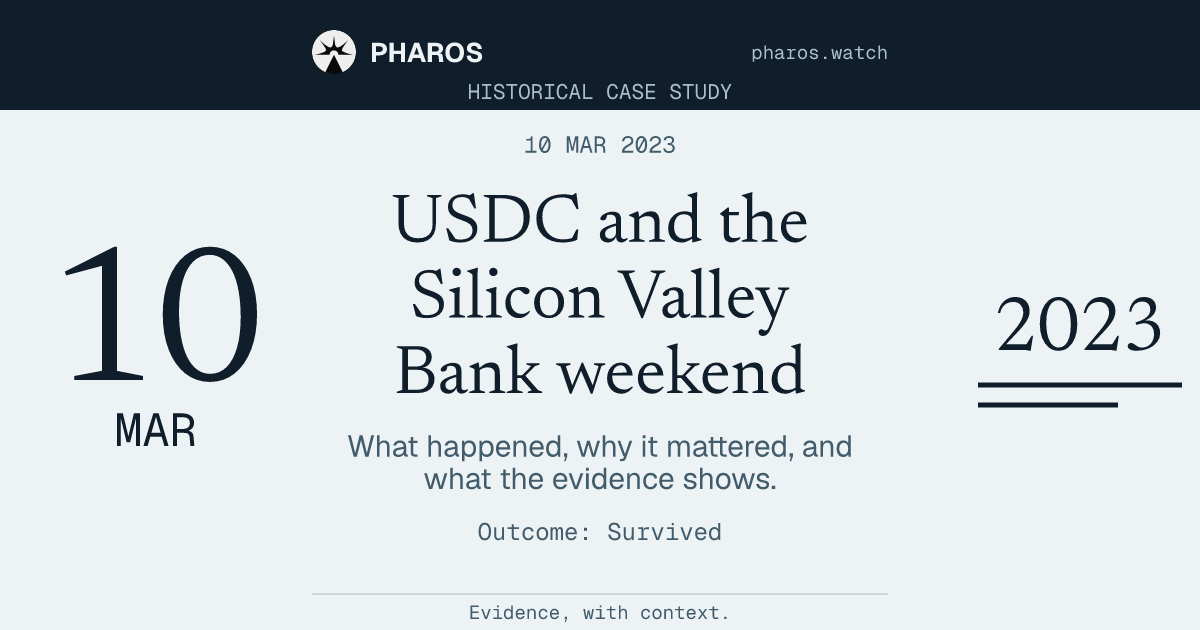 PHAROS
pharos.watch
HISTORICAL CASE STUDY
10 MAR 2023
10
MAR
USDC and the
Silicon Valley
Bank weekend
2023
What happened, why it mattered, and
what the evidence shows.
Outcome: Survived
Evidence, with context.